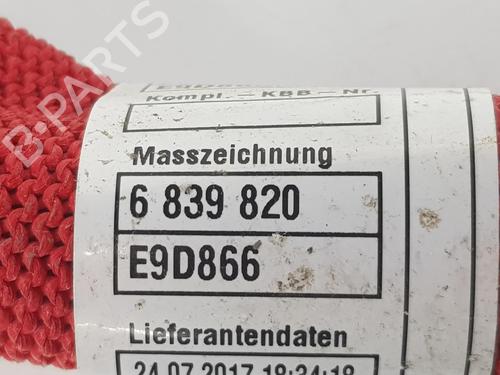 B-PARTS
Kompl.-KBB-Nr.
Masszeichnung
6 839 820
E9D866
Lieferantendaten
24.07.2017 18:34:18